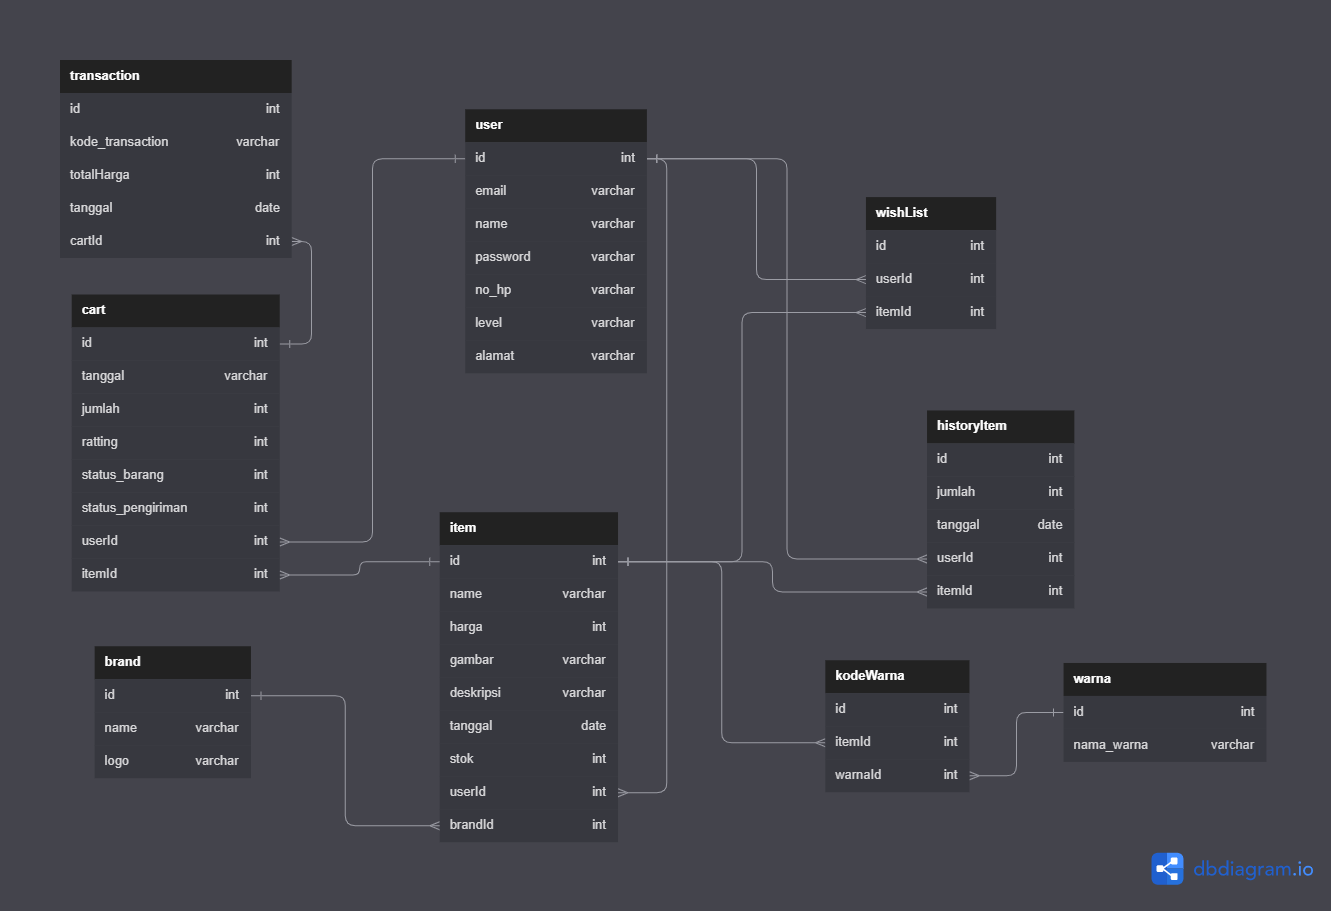 transaction
id int
kode_transaction varchar
totalHarga int
tanggal date
cartId int
cart
id int
tanggal varchar
jumlah int
ratting int
status_barang int
status_pengiriman int
userId int
itemId int
brand
id int
name varchar
logo varchar
user
id int
email varchar
name varchar
password varchar
no_hp varchar
level varchar
alamat varchar
item
id int
name varchar
harga int
gambar varchar
deskripsi varchar
tanggal date
stok int
userId int
brandId int
wishList
id int
userId int
itemId int
historyItem
id int
jumlah int
tanggal date
userId int
itemId int
kodeWarna
id int
itemId int
warnaId int
warna
id int
nama_warna varchar
dbdiagram.io